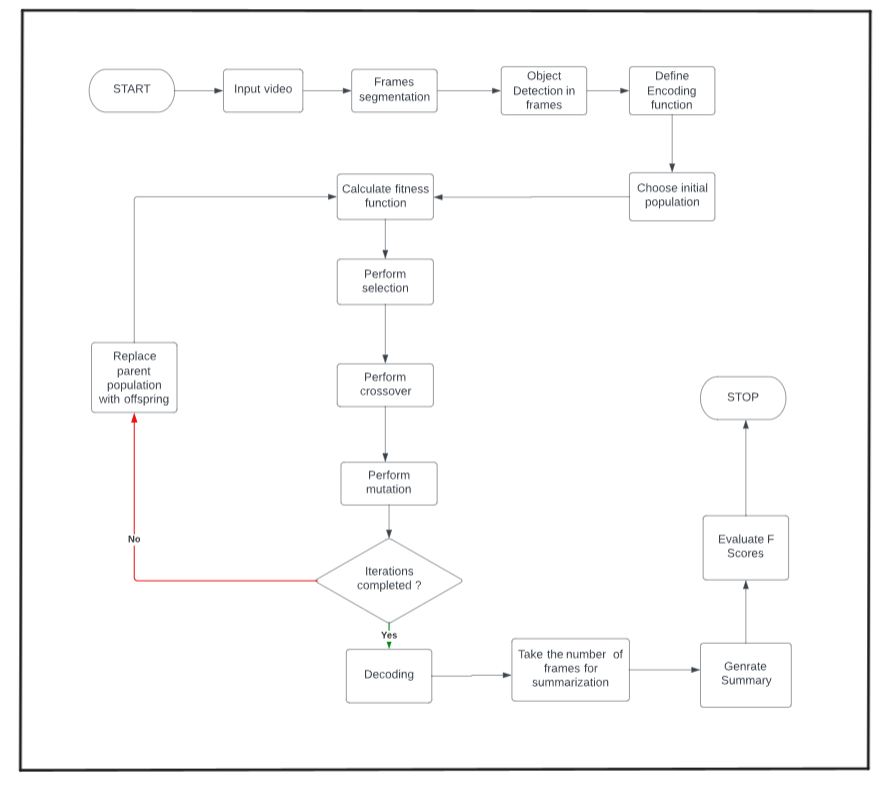 START
Input video
Frames
segmentation
Object
Detection in
frames
Define
Encoding
function
Choose initial
population
Calculate fitness
function
Perform
selection
Perform
crossover
Perform
mutation
Iterations
completed ?
No
Replace
parent
population
with offspring
Yes
Decoding
Take the number of
frames for
summarization
Genrate
Summary
Evaluate F
Scores
STOP